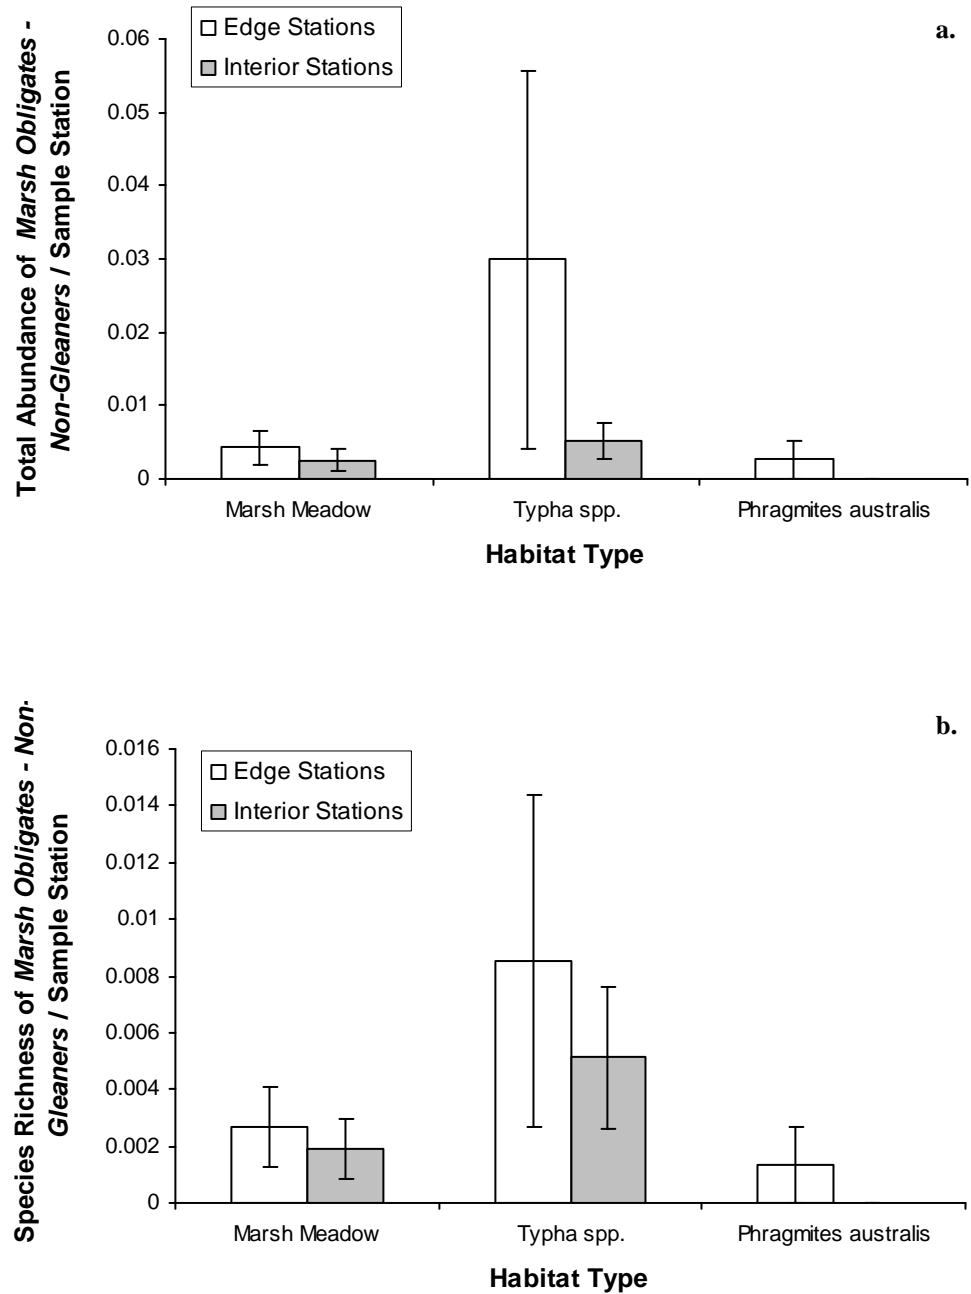 a.
Total Abundance of Marsh Obligates -
Non-Gleaners / Sample Station
Edge Stations
Interior Stations
0.06
0.05
0.04
0.03
0.02
0.01
0
Marsh Meadow
Typha spp.
Phragmites australis
Habitat Type
b.
Species Richness of Marsh Obligates - Non-
Gleaners / Sample Station
Edge Stations
Interior Stations
0.016
0.014
0.012
0.01
0.008
0.006
0.004
0.002
0
Marsh Meadow
Typha spp.
Phragmites australis
Habitat Type